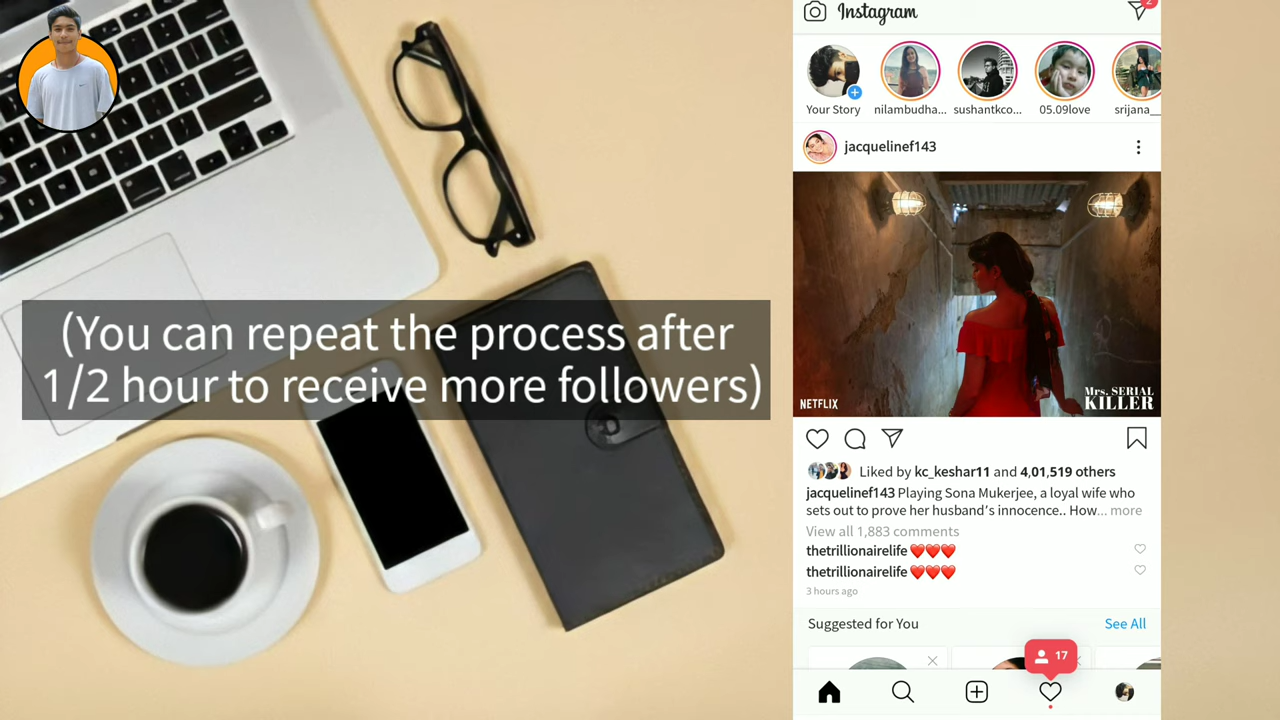 (You can repeat the process after
1/2 hour to receive more followers)
Instagram
2
Your Story
nilambudha...
sushantkco...
05.09love
srijana__
jacquelinef143
NETFLIX
Mrs. SERIAL
KILLER
Liked by kc_keshar11 and 4,01,519 others
jacquelinef143 Playing Sona Mukerjee, a loyal wife who
sets out to prove her husband's innocence.. How... more
View all 1,883 comments
thetrillionairelife ❤️❤️❤️
thetrillionairelife ❤️❤️❤️
3 hours ago
Suggested for You
See All
17